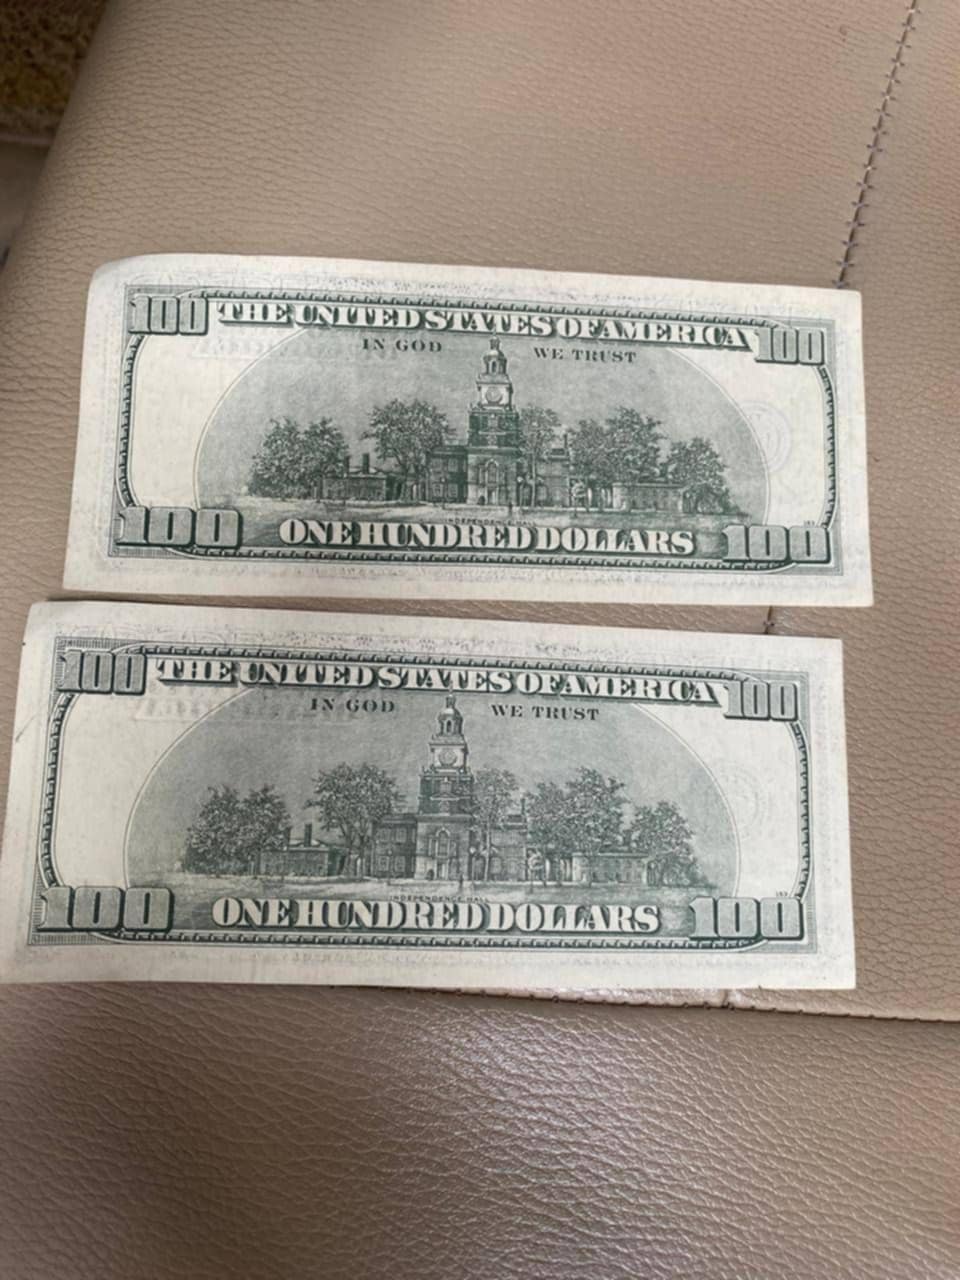 100 THE UNITED STATES OF AMERICA 100
IN GOD WE TRUST
INDEPENDENCE HALL
100 ONE HUNDRED DOLLARS 100
100 THE UNITED STATES OF AMERICA 100
IN GOD WE TRUST
INDEPENDENCE HALL
100 ONE HUNDRED DOLLARS 100